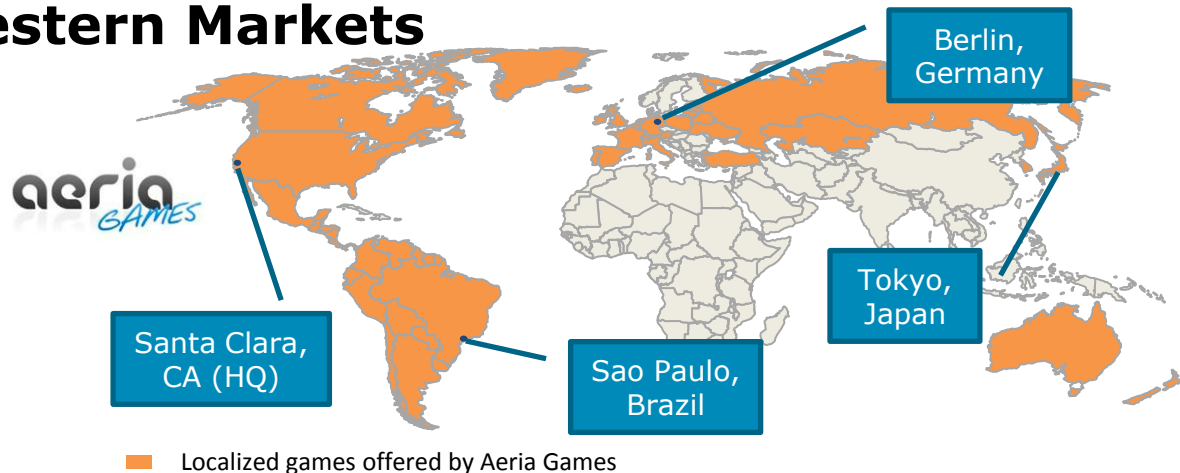 estern Markets
Berlin,
Germany
aeria
GAMES
Tokyo,
Japan
Santa Clara,
CA (HQ)
Sao Paulo,
Brazil
Localized games offered by Aeria Games